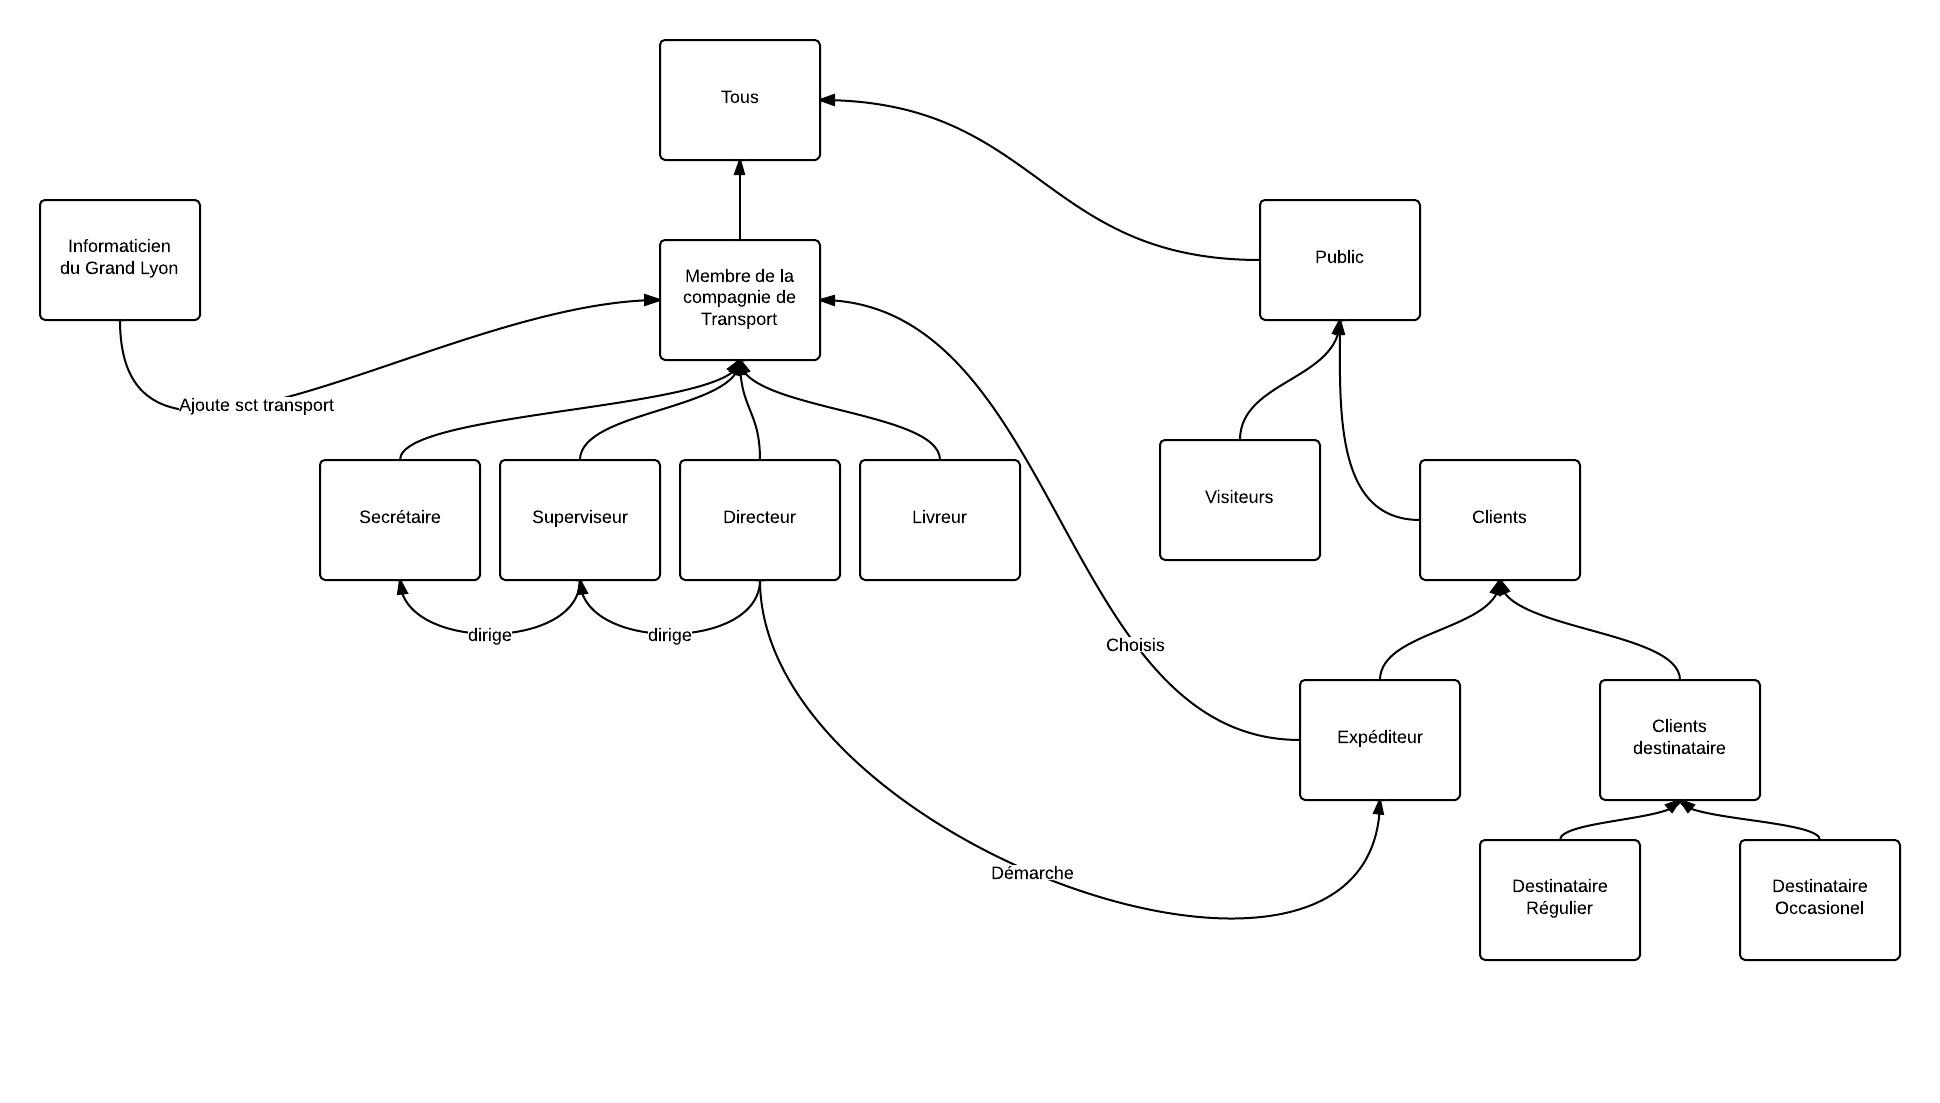 Tous
Informaticien
du Grand Lyon
Membre de la
compagnie de
Transport
Public
Ajoute sct transport
Secrétaire
Superviseur
Directeur
Livreur
Visiteurs
Clients
dirige
dirige
Choisis
Expéditeur
Clients
destinataire
Démarche
Destinataire
Régulier
Destinataire
Occasionel